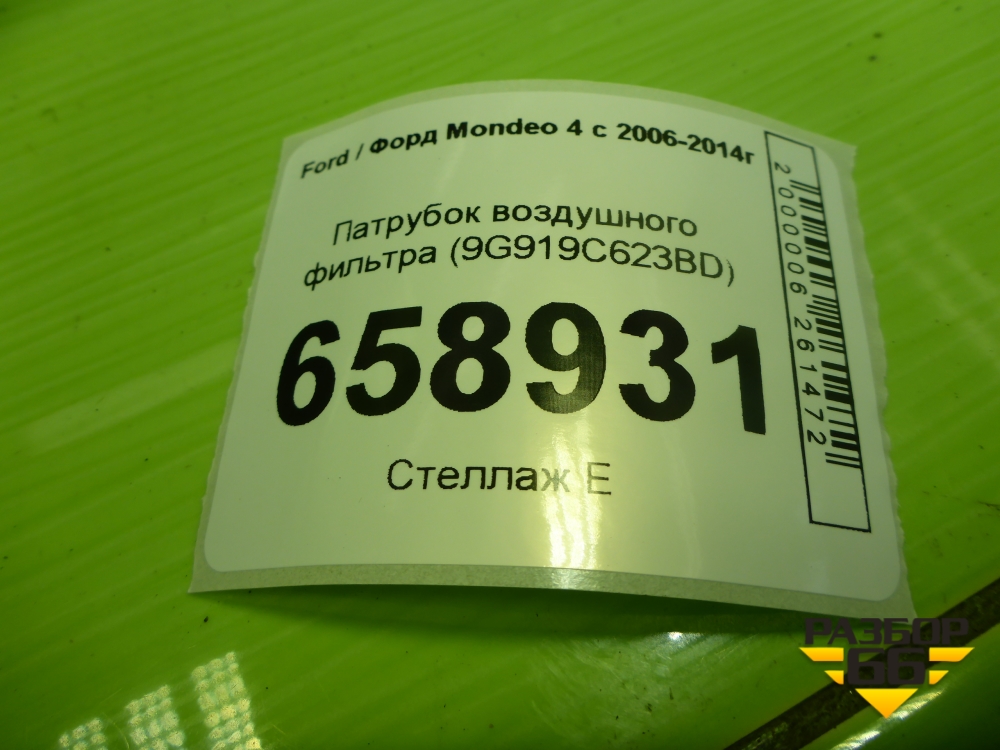 Ford / Форд Mondeo 4 с 2006-2014г
Патрубок воздушного
фильтра (9G919C623BD)
658931
Стеллаж Е
2000006261472
РАЗБОР
66